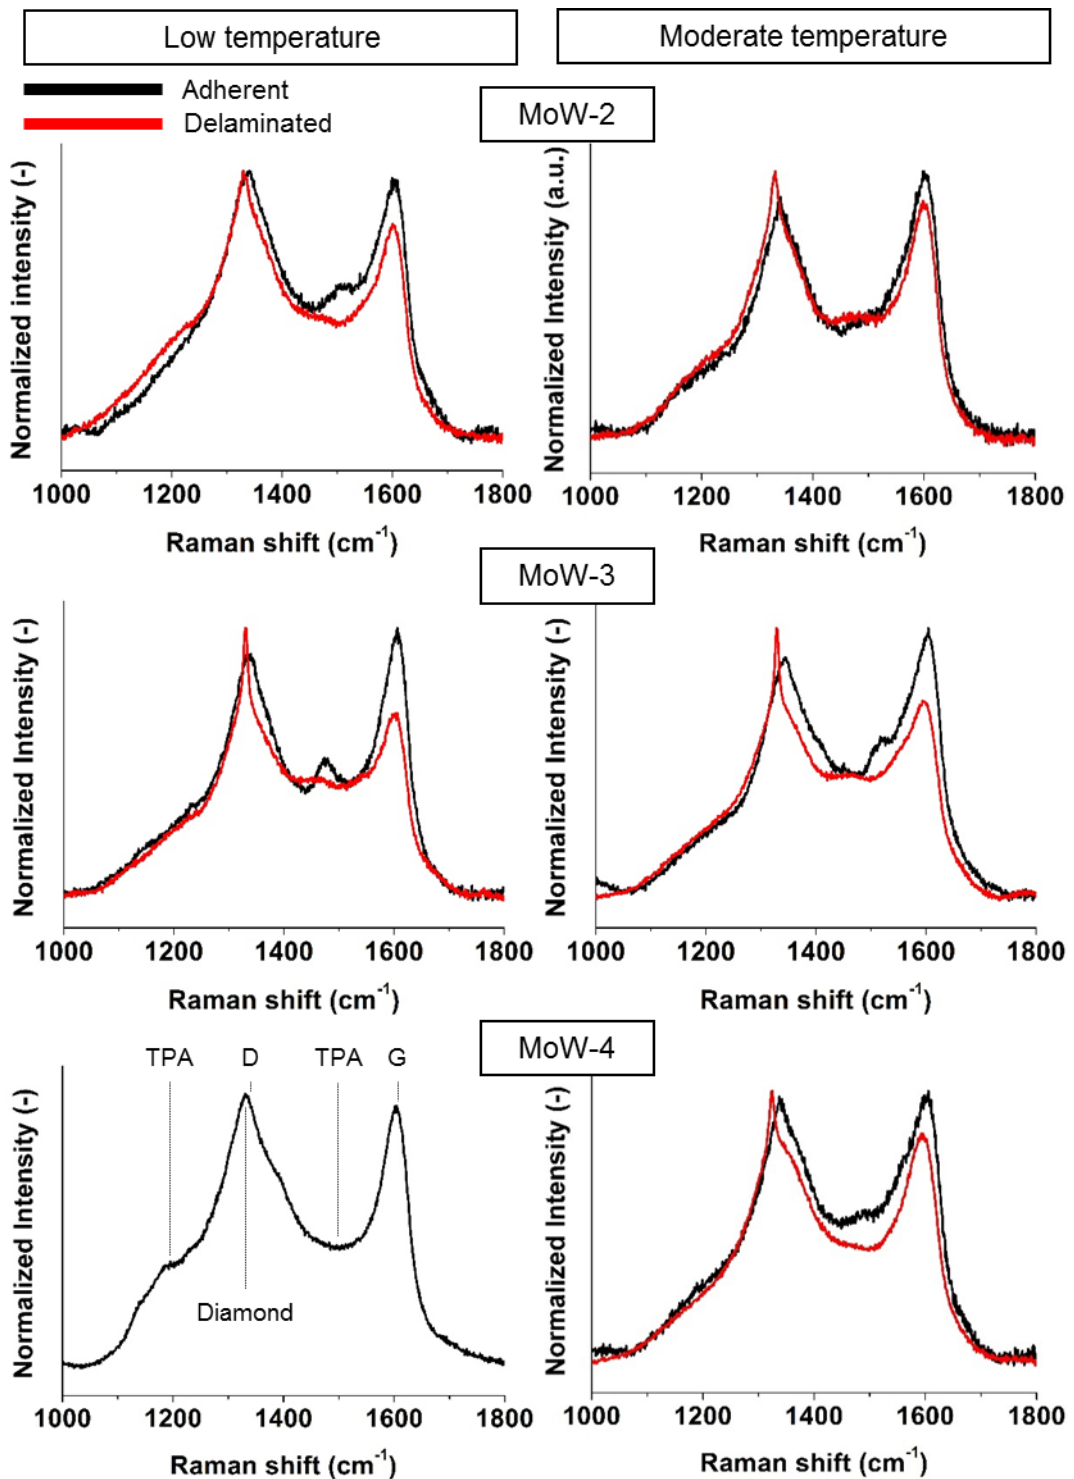 Low temperature
Moderate temperature
Adherent
Delaminated
MoW-2
Normalized intensity (-)
1000 1200 1400 1600 1800
Raman shift (cm-1)
Normalized Intensity (a.u.)
1000 1200 1400 1600 1800
Raman shift (cm-1)
MoW-3
Normalized Intensity (-)
1000 1200 1400 1600 1800
Raman shift (cm-1)
Normalized Intensity (-)
1000 1200 1400 1600 1800
Raman shift (cm-1)
MoW-4
TPA D TPA G
Diamond
Normalized Intensity (-)
1000 1200 1400 1600 1800
Raman shift (cm-1)
Normalized Intensity (-)
1000 1200 1400 1600 1800
Raman shift (cm-1)